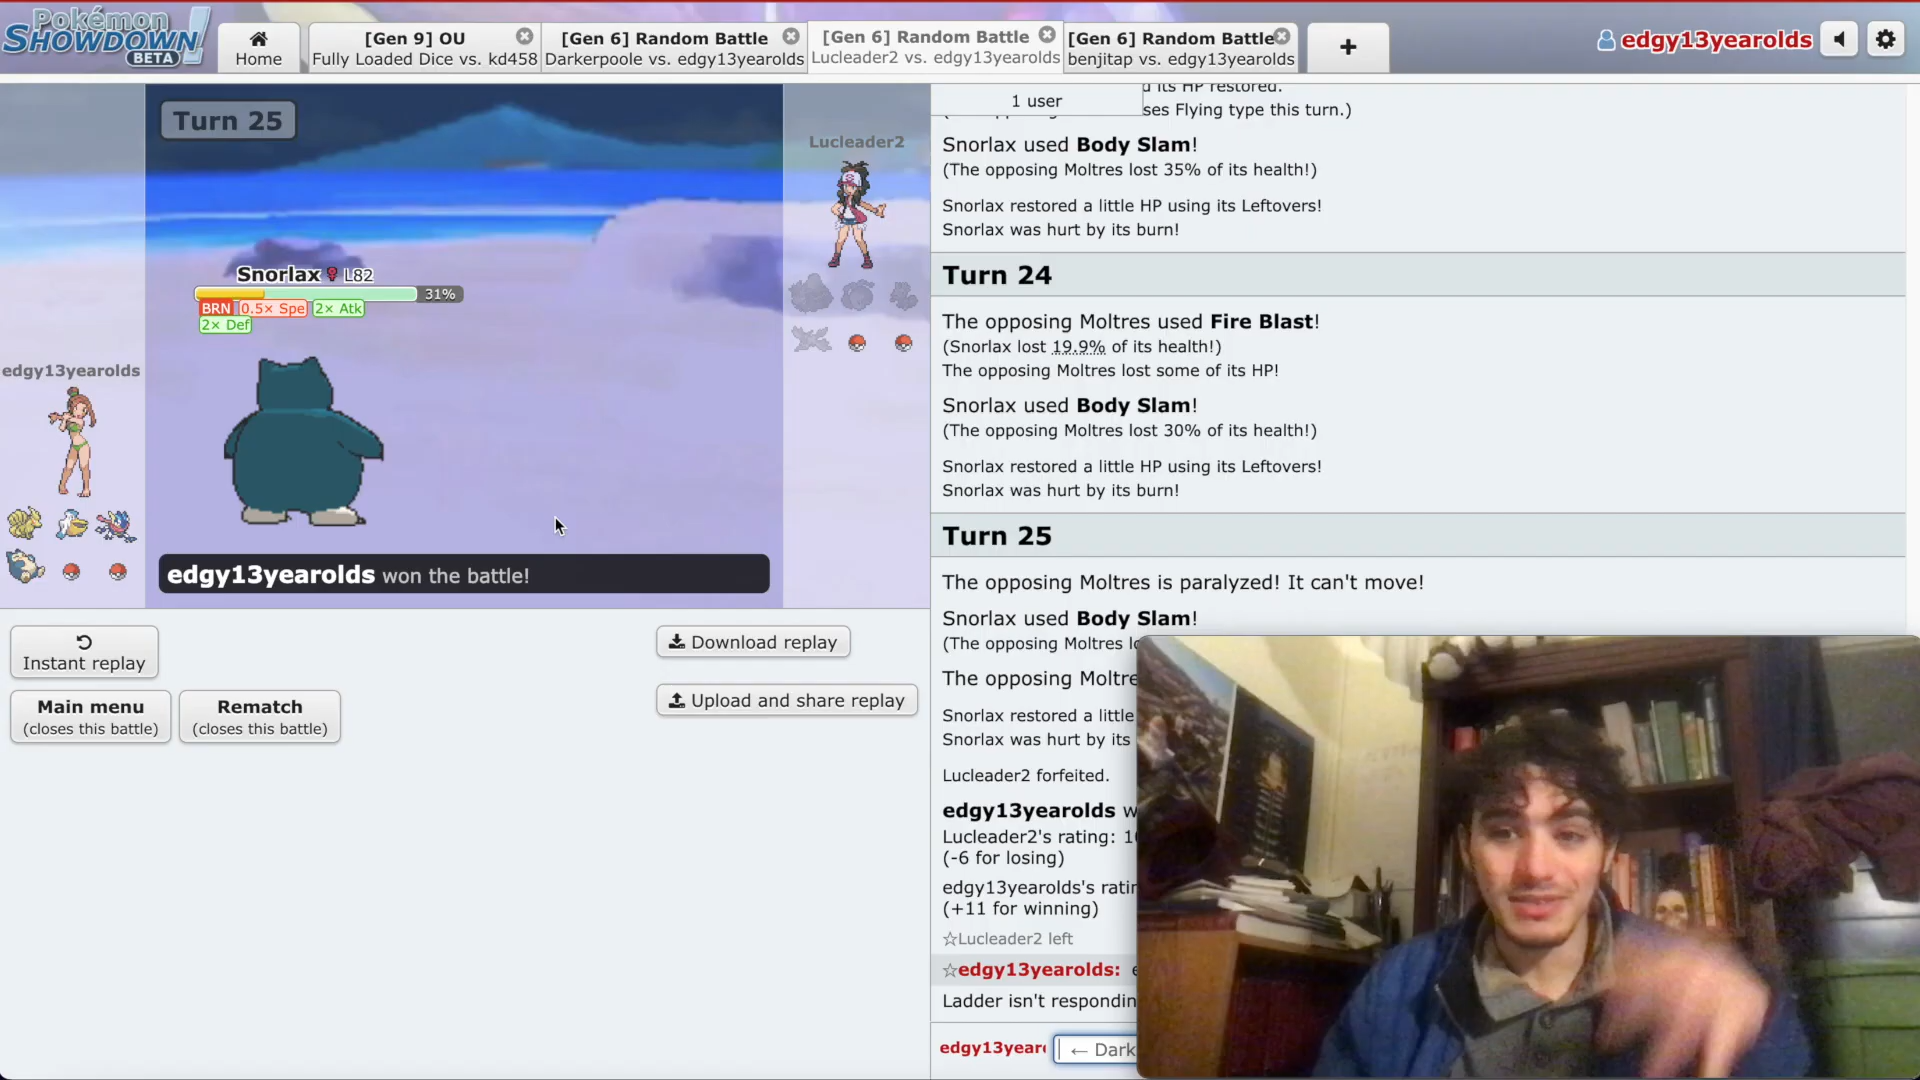 Pokémon
SHOWDOWN!
BETA
Home
[Gen 9] OU
Fully Loaded Dice vs. kd458
[Gen 6] Random Battle
Darkerpoole vs. edgy13yearolds
[Gen 6] Random Battle
Lucleader2 vs. edgy13yearolds
[Gen 6] Random Battle
benjitap vs. edgy13yearolds
+
edgy13yearolds
Turn 25
Lucleader2
Snorlax L82
31%
BRN 0.5× Spe 2× Atk
2× Def
edgy13yearolds
edgy13yearolds won the battle!
Instant replay
Download replay
Upload and share replay
Main menu
(closes this battle)
Rematch
(closes this battle)
1 user
its HP restored.
ses Flying type this turn.)
Snorlax used Body Slam!
(The opposing Moltres lost 35% of its health!)
Snorlax restored a little HP using its Leftovers!
Snorlax was hurt by its burn!
Turn 24
The opposing Moltres used Fire Blast!
(Snorlax lost 19.9% of its health!)
The opposing Moltres lost some of its HP!
Snorlax used Body Slam!
(The opposing Moltres lost 30% of its health!)
Snorlax restored a little HP using its Leftovers!
Snorlax was hurt by its burn!
Turn 25
The opposing Moltres is paralyzed! It can't move!
Snorlax used Body Slam!
(The opposing Moltres
The opposing
Snorlax restored a little
Snorlax was hurt by its
Lucleader2 forfeited.
edgy13yearolds
Lucleader2's rating:
(-6 for losing)
edgy13yearolds's
(+11 for winning)
☆Lucleader2 left
☆edgy13yearolds:
Ladder isn't
← Dark